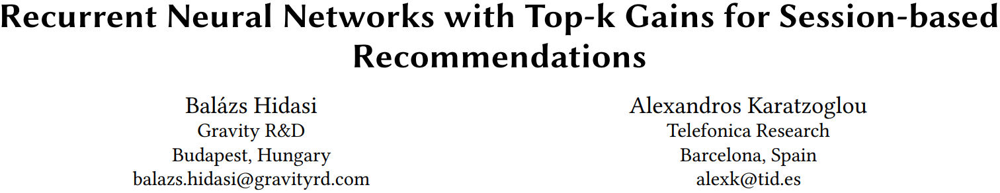 Recurrent Neural Networks with Top-k Gains for Session-based
Recommendations
Balázs Hidasi
Gravity R&D
Budapest, Hungary
balazs.hidasi@gravityrd.com
Alexandros Karatzoglou
Telefonica Research
Barcelona, Spain
alexk@tid.es